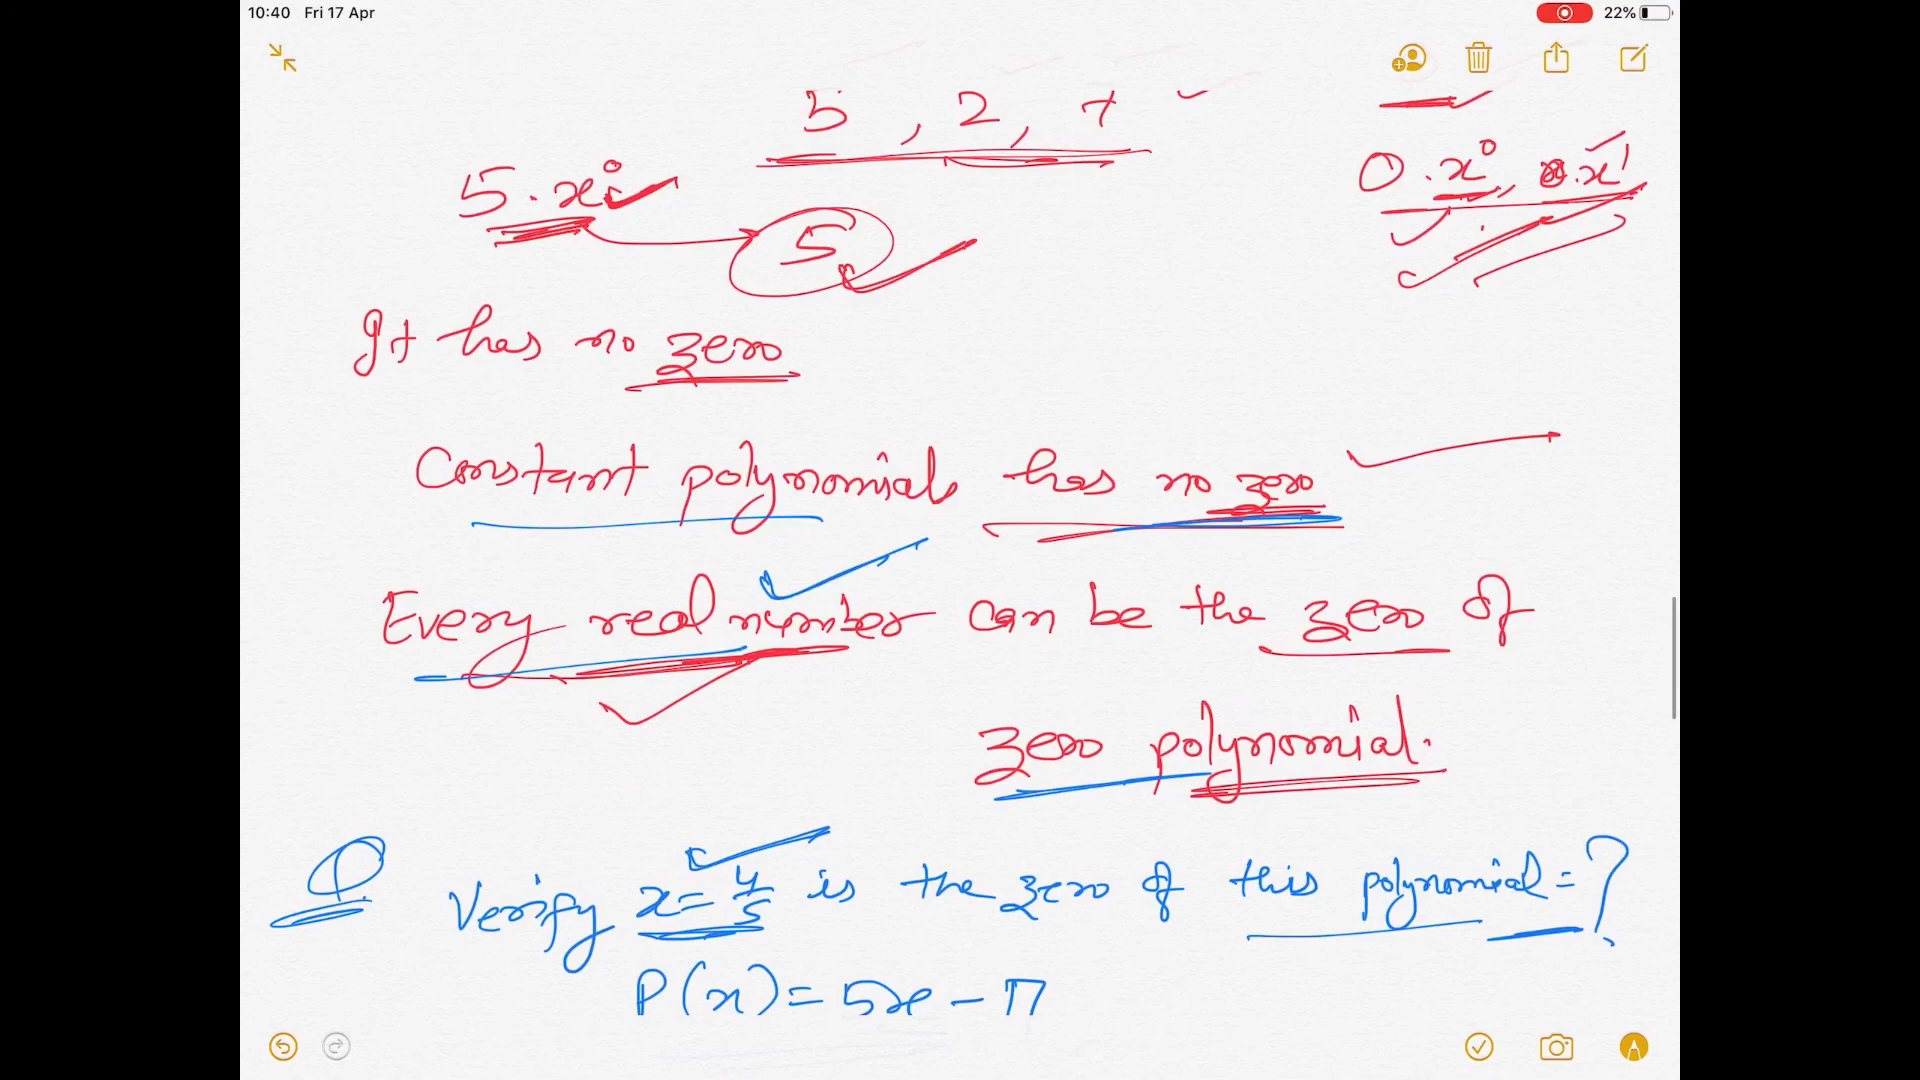 10:40 Fri 17 Apr 22%
5 , 2 , 7
5 . x⁰
0 . x⁰ , 0 . x¹
5
It has no zero
Constant polynomials has no zero
Every real number can be the zero of
zero polynomial.
Q Verify x = 4/5 is the zero of this polynomial = ?
P(x) = 5x - π